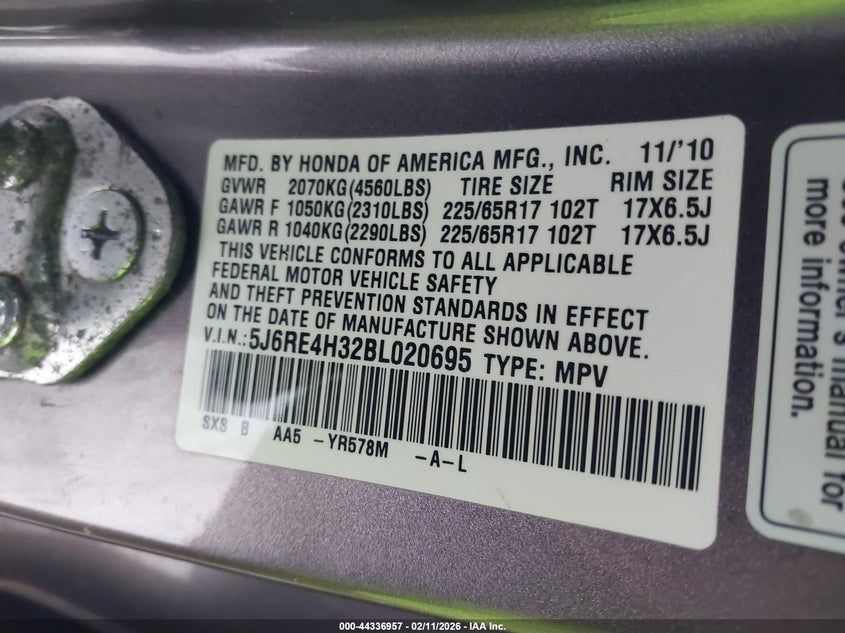 MFD. BY HONDA OF AMERICA MFG., INC. 11/'10
GVWR 2070KG(4560LBS) TIRE SIZE RIM SIZE
GAWR F 1050KG(2310LBS) 225/65R17 102T 17X6.5J
GAWR R 1040KG(2290LBS) 225/65R17 102T 17X6.5J
THIS VEHICLE CONFORMS TO ALL APPLICABLE
FEDERAL MOTOR VEHICLE SAFETY
AND THEFT PREVENTION STANDARDS IN EFFECT
ON THE DATE OF MANUFACTURE SHOWN ABOVE.
V.I.N.:5J6RE4H32BL020695 TYPE: MPV
SXS B AA5 -YR578M -A-L
owner's manual for
more information.
000-44336957 - 02/11/2026 - IAA Inc.